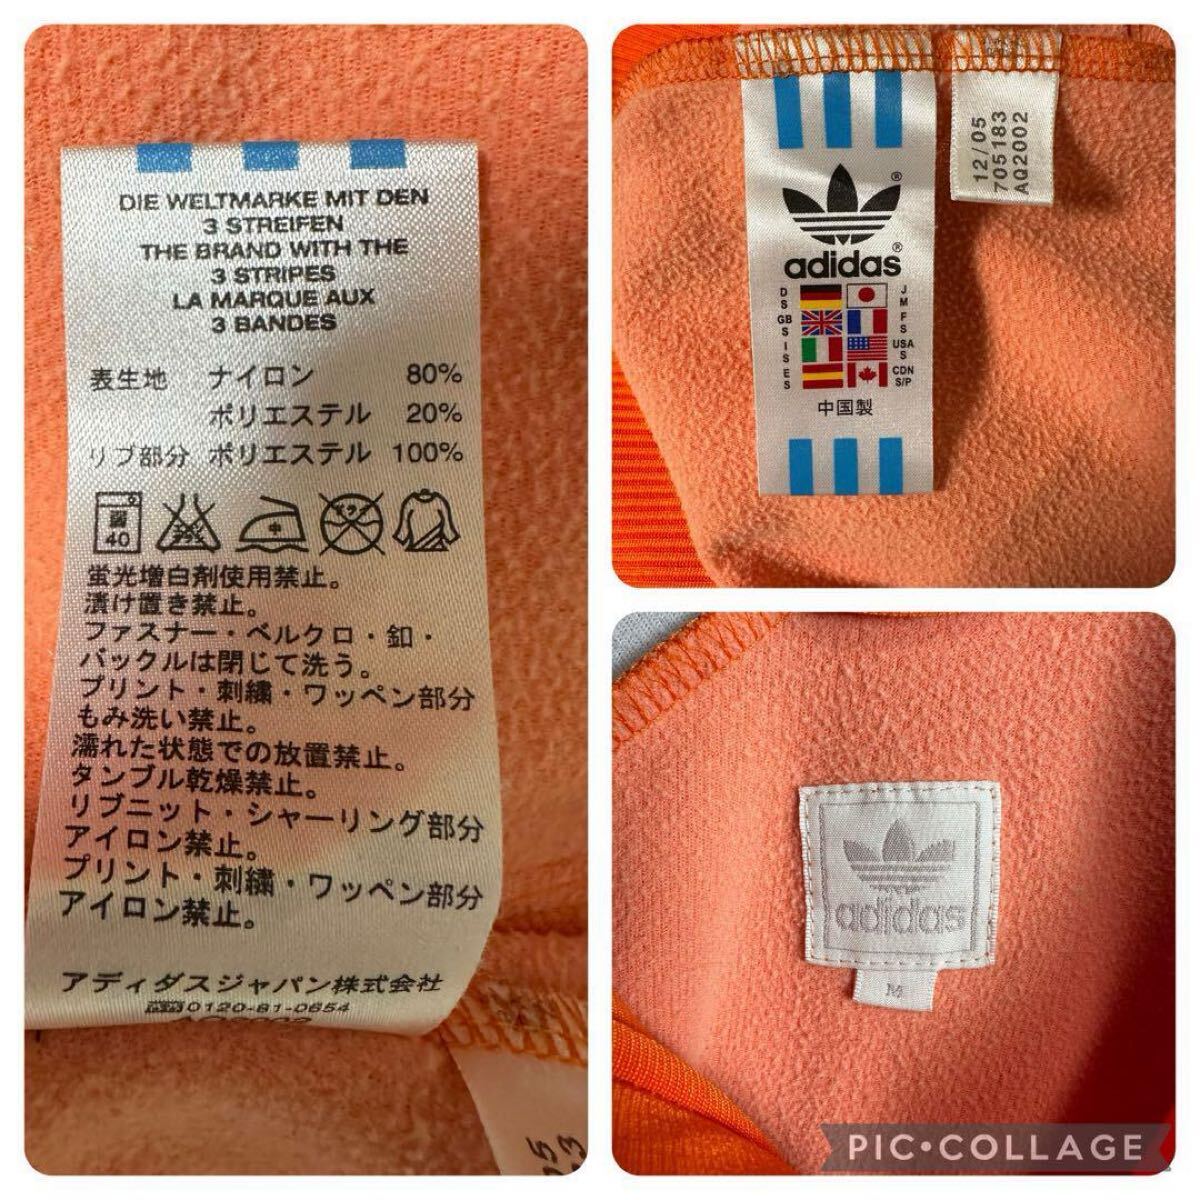 DIE WELTMARKE MIT DEN
3 STREIFEN
THE BRAND WITH THE
3 STRIPES
LA MARQUE AUX
3 BANDES
表生地 ナイロン 80%
ポリエステル 20%
リブ部分 ポリエステル 100%
弱
40
中
蛍光増白剤使用禁止。
漬け置き禁止。
ファスナー・ベルクロ・釦・
バックルは閉じて洗う。
プリント・刺繍・ワッペン部分
もみ洗い禁止。
濡れた状態での放置禁止。
タンブル乾燥禁止。
リブニット・シャーリング部分
アイロン禁止。
プリント・刺繍・ワッペン部分
アイロン禁止。
アディダスジャパン株式会社
0120-81-0654
®
adidas®
D S J M
GB S F S
I S USA S
E S CDN S/P
中国製
12/05
705183
AQ2002
adidas
M
PIC•COLLAGE